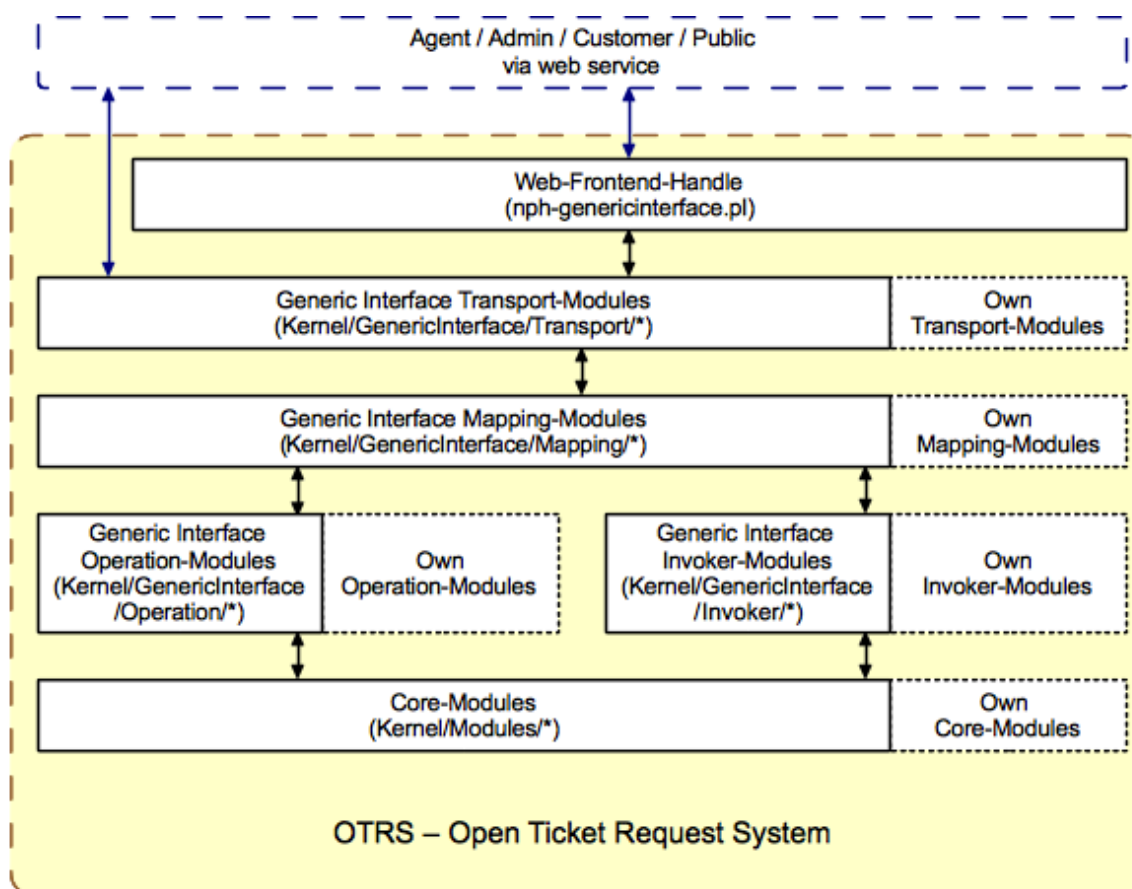 Agent / Admin / Customer / Public
via web service
Web-Frontend-Handle
(nph-genericinterface.pl)
Generic Interface Transport-Modules
(Kernel/GenericInterface/Transport/*)
Own
Transport-Modules
Generic Interface Mapping-Modules
(Kernel/GenericInterface/Mapping/*)
Own
Mapping-Modules
Generic Interface
Operation-Modules
(Kernel/GenericInterface
/Operation/*)
Own
Operation-Modules
Generic Interface
Invoker-Modules
(Kernel/GenericInterface
/Invoker/*)
Own
Invoker-Modules
Core-Modules
(Kernel/Modules/*)
Own
Core-Modules
OTRS – Open Ticket Request System